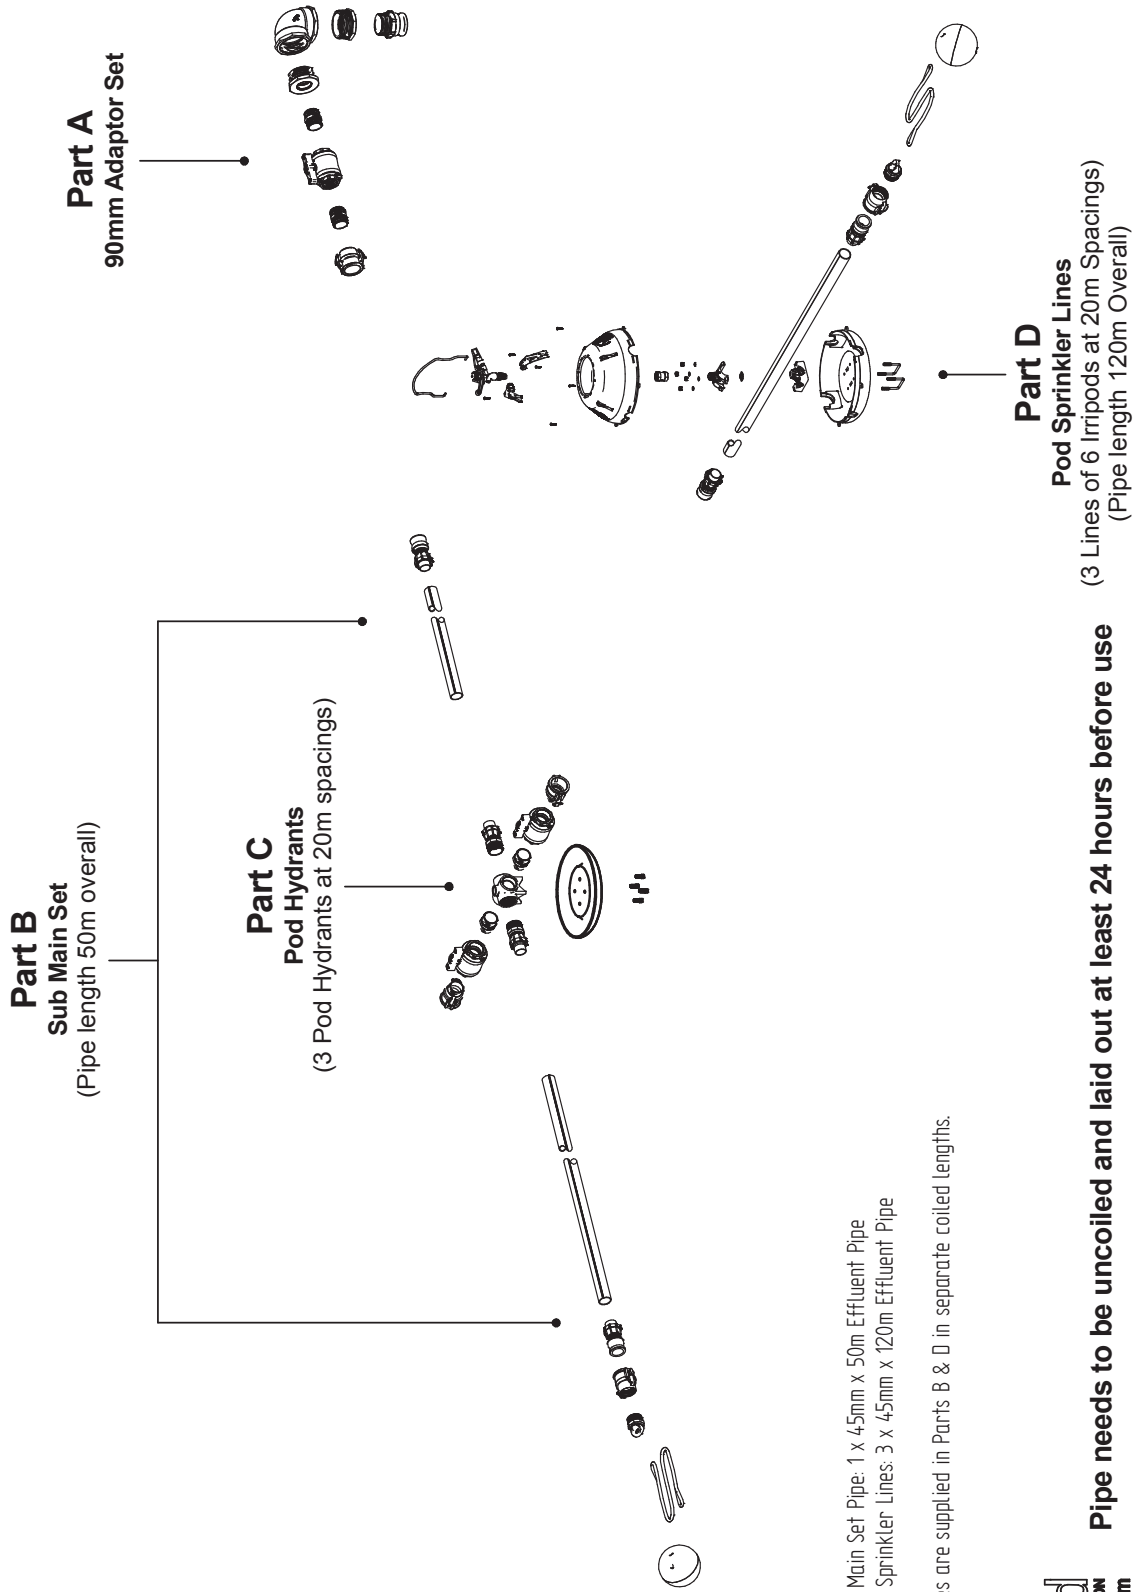 Part A
90mm Adaptor Set
Part B
Sub Main Set
(Pipe length 50m overall)
Part C
Pod Hydrants
(3 Pod Hydrants at 20m spacings)
Part D
Pod Sprinkler Lines
(3 Lines of 6 Irripods at 20m Spacings)
(Pipe length 120m Overall)
Main Set Pipe: 1 x 45mm x 50m Effluent Pipe
Sprinkler Lines: 3 x 45mm x 120m Effluent Pipe
are supplied in Parts B & D in separate coiled lengths.
Pipe needs to be uncoiled and laid out at least 24 hours before use